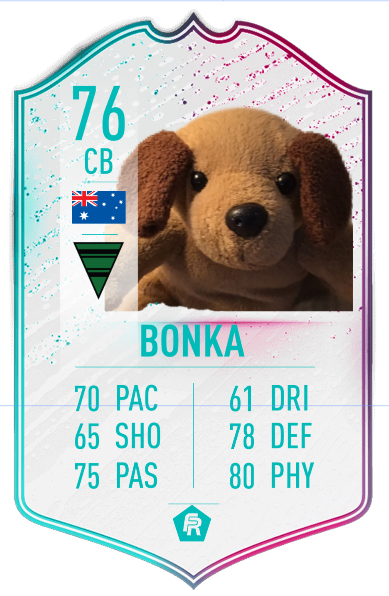 76
CB
BONKA
70 PAC
61 DRI
65 SHO
78 DEF
75 PAS
80 PHY